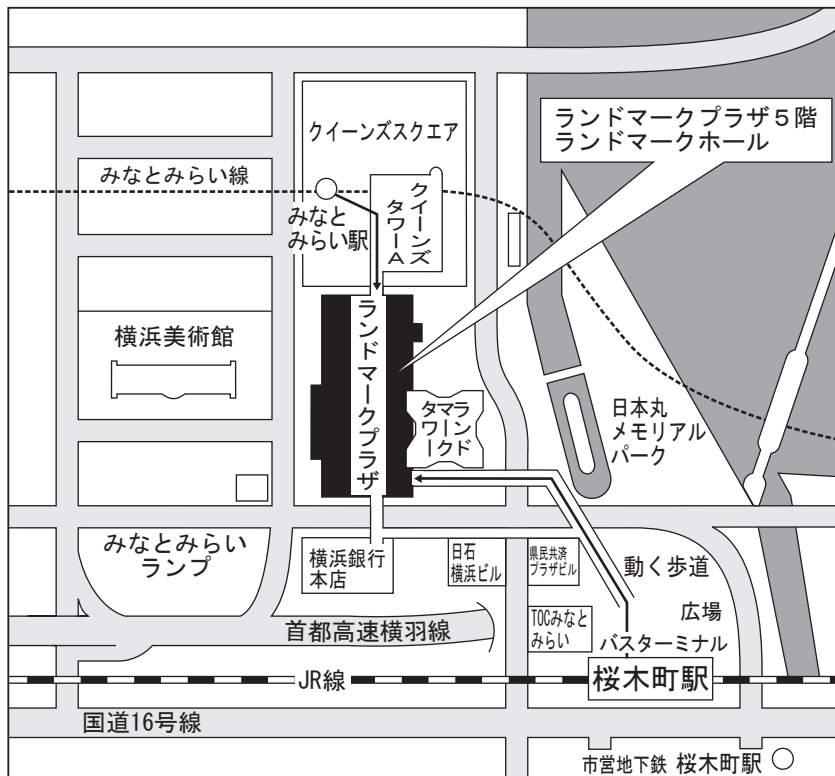 クイーンズスクエア
ランドマークプラザ5階
ランドマークホール
みなとみらい線
みなと
みらい駅
クイーンズ
タワーA
ランドマークプラザ
横浜美術館
ランド
マーク
タワー
日本丸
メモリアル
パーク
みなとみらい
ランプ
横浜銀行
本店
日石
横浜ビル
県民共済
プラザビル
動く歩道
広場
TOCみなと
みらい
バスターミナル
首都高速横羽線
JR線
桜木町駅
国道16号線
市営地下鉄 桜木町駅